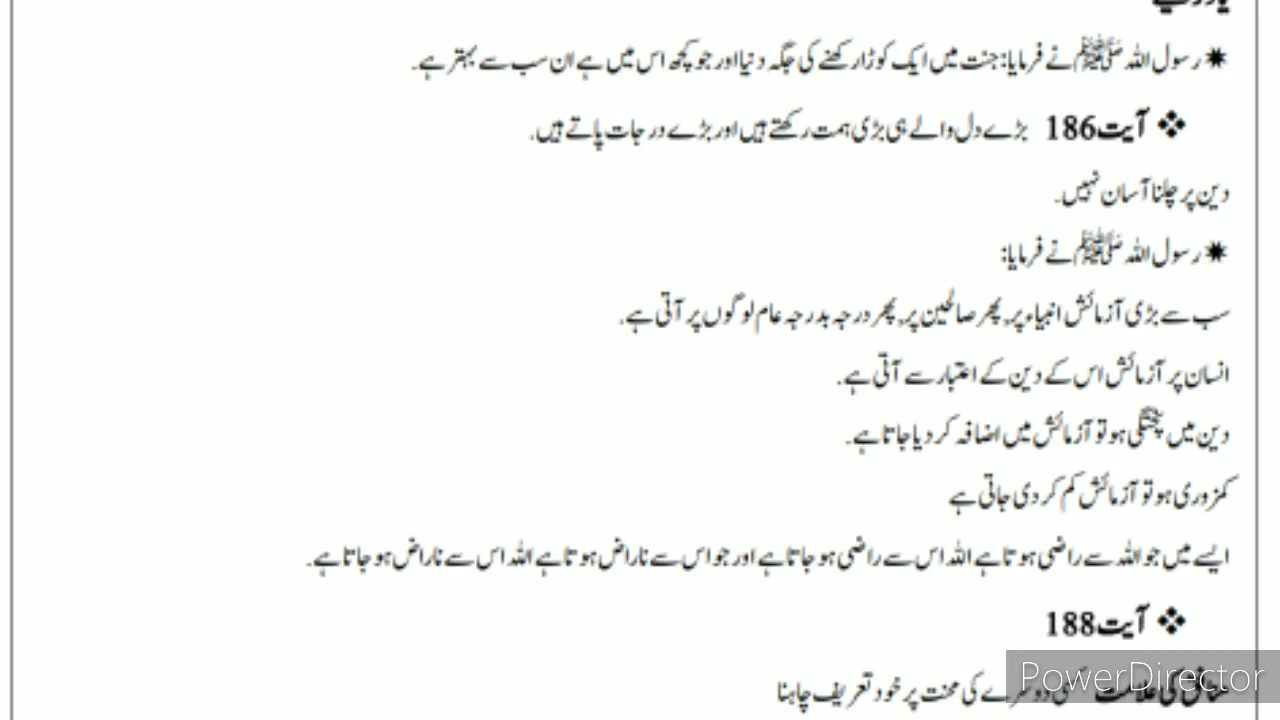 ✷ رسول اللہ ﷺ نے فرمایا: جنت میں ایک کوڑا رکھنے کی جگہ دنیا اور جو کچھ اس میں ہے ان سب سے بہتر ہے.
❖ آیت 186 بڑے دل والے ہی بڑی ہمت رکھتے ہیں اور بڑے درجات پاتے ہیں.
دین پر چلنا آسان نہیں.
✷ رسول اللہ ﷺ نے فرمایا:
سب سے بڑی آزمائش انبیاء پر, پھر صالحین پر, پھر درجہ بدرجہ عام لوگوں پر آتی ہے.
انسان پر آزمائش اس کے دین کے اعتبار سے آتی ہے.
دین میں پختگی ہو تو آزمائش میں اضافہ کر دیا جاتا ہے.
کمزوری ہو تو آزمائش کم کر دی جاتی ہے
ایسے میں جو اللہ سے راضی ہوتا ہے اللہ اس سے راضی ہو جاتا ہے اور جو اس سے ناراض ہوتا ہے اللہ اس سے ناراض ہو جاتا ہے.
❖ آیت 188
کی علامت دوسرے کی محنت پر خود تعریف چاہنا
PowerDirector